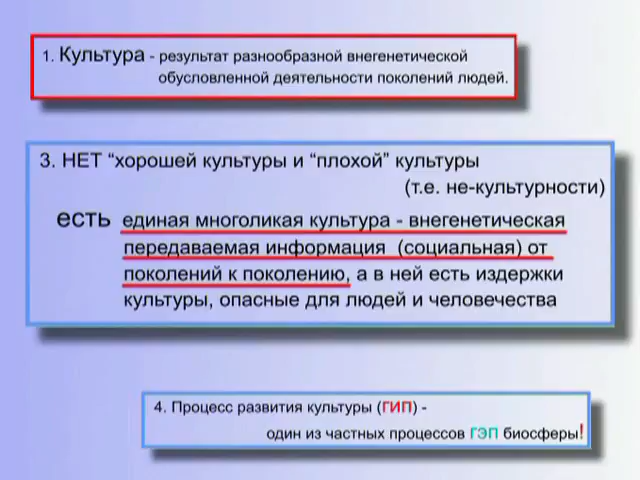 1. Культура - результат разнообразной внегенетической
обусловленной деятельности поколений людей.
3. НЕТ “хорошей культуры и “плохой” культуры
(т.е. не-культурности)
есть единая многоликая культура - внегенетическая
передаваемая информация (социальная) от
поколений к поколению, а в ней есть издержки
культуры, опасные для людей и человечества
4. Процесс развития культуры (ГИП) -
один из частных процессов ГЭП биосферы!